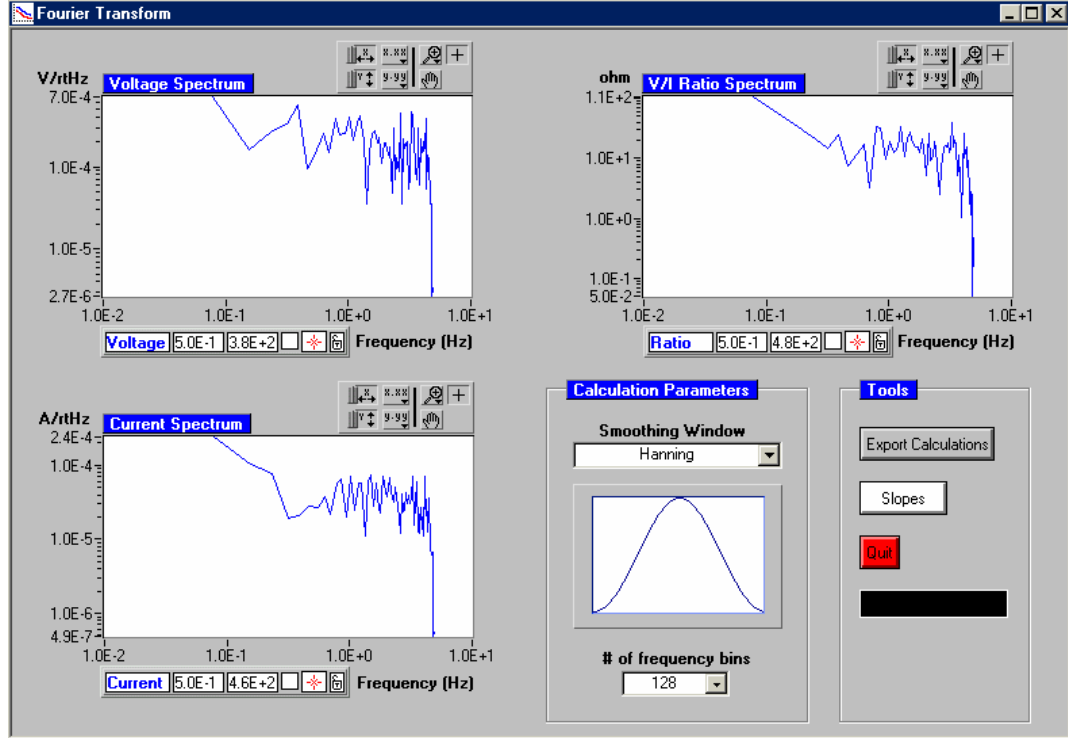 Fourier Transform
V/rtHz
Voltage Spectrum
X.XX
Y.YY
7.0E-4
1.0E-4
1.0E-5
2.7E-6
1.0E-2 1.0E-1 1.0E+0 1.0E+1
Voltage 5.0E-1 3.8E+2 Frequency (Hz)
ohm
V/I Ratio Spectrum
X.XX
Y.YY
1.1E+2
1.0E+1
1.0E+0
1.0E-1
5.0E-2
1.0E-2 1.0E-1 1.0E+0 1.0E+1
Ratio 5.0E-1 4.8E+2 Frequency (Hz)
A/rtHz
Current Spectrum
X.XX
Y.YY
2.4E-4
1.0E-4
1.0E-5
1.0E-6
4.9E-7
1.0E-2 1.0E-1 1.0E+0 1.0E+1
Current 5.0E-1 4.6E+2 Frequency (Hz)
Calculation Parameters
Smoothing Window
Hanning
# of frequency bins
128
Tools
Export Calculations
Slopes
Quit